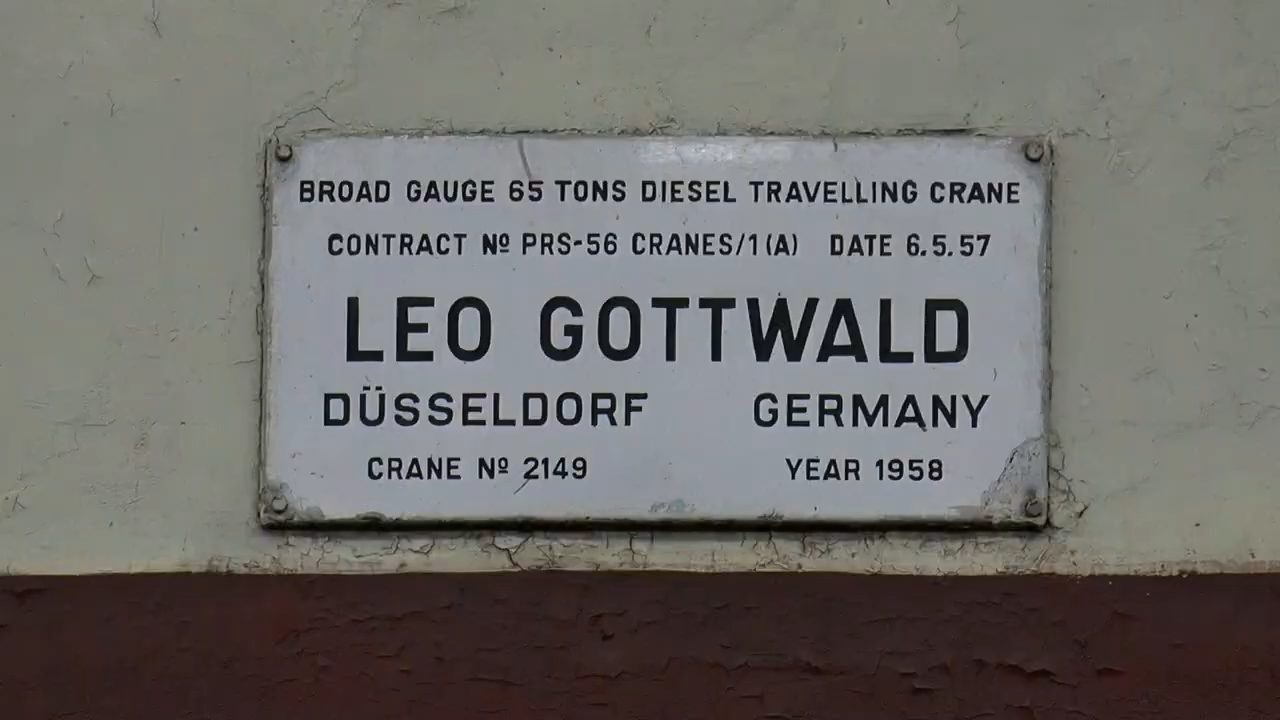 BROAD GAUGE 65 TONS DIESEL TRAVELLING CRANE
CONTRACT Nº PRS-56 CRANES/1(A) DATE 6.5.57
LEO GOTTWALD
DÜSSELDORF GERMANY
CRANE Nº 2149 YEAR 1958